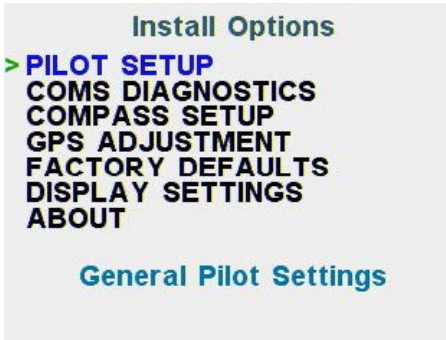 Install Options
> PILOT SETUP
COMS DIAGNOSTICS
COMPASS SETUP
GPS ADJUSTMENT
FACTORY DEFAULTS
DISPLAY SETTINGS
ABOUT
General Pilot Settings